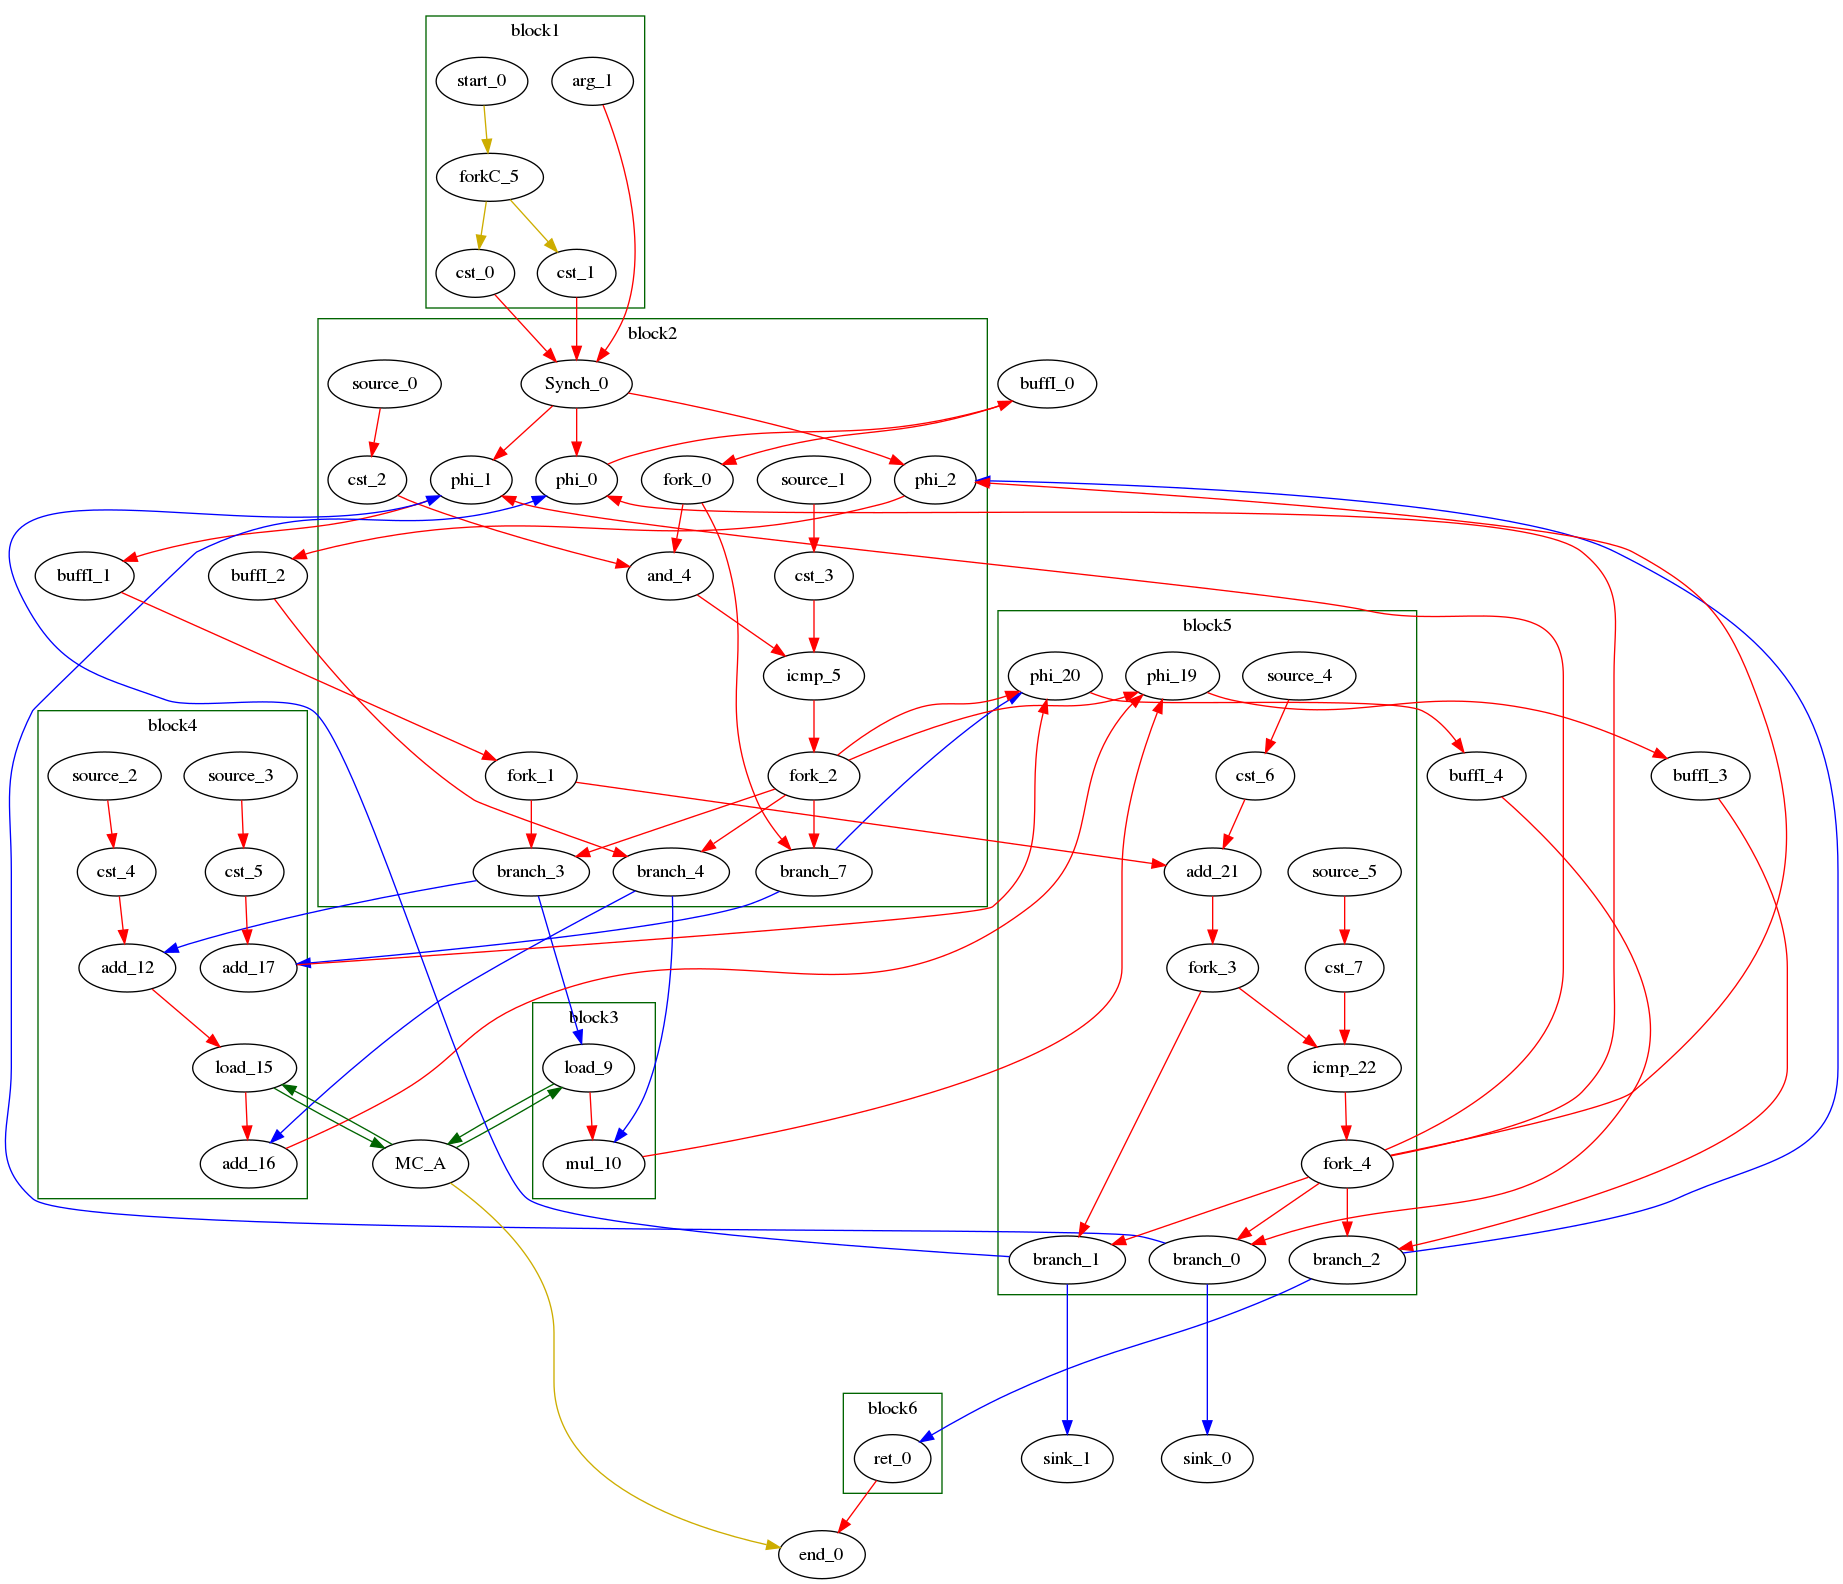 block1
start_0
arg_1
forkC_5
cst_0
cst_1
block2
source_0
Synch_0
buffI_0
cst_2
phi_1
phi_0
fork_0
source_1
phi_2
buffI_1
buffI_2
and_4
cst_3
block5
icmp_5
phi_20
phi_19
source_4
block4
source_2
source_3
fork_1
fork_2
cst_6
buffI_4
buffI_3
cst_4
cst_5
branch_3
branch_4
branch_7
add_21
source_5
add_12
add_17
fork_3
cst_7
block3
load_15
load_9
icmp_22
add_16
MC_A
mul_10
fork_4
branch_1
branch_0
branch_2
block6
ret_0
sink_1
sink_0
end_0